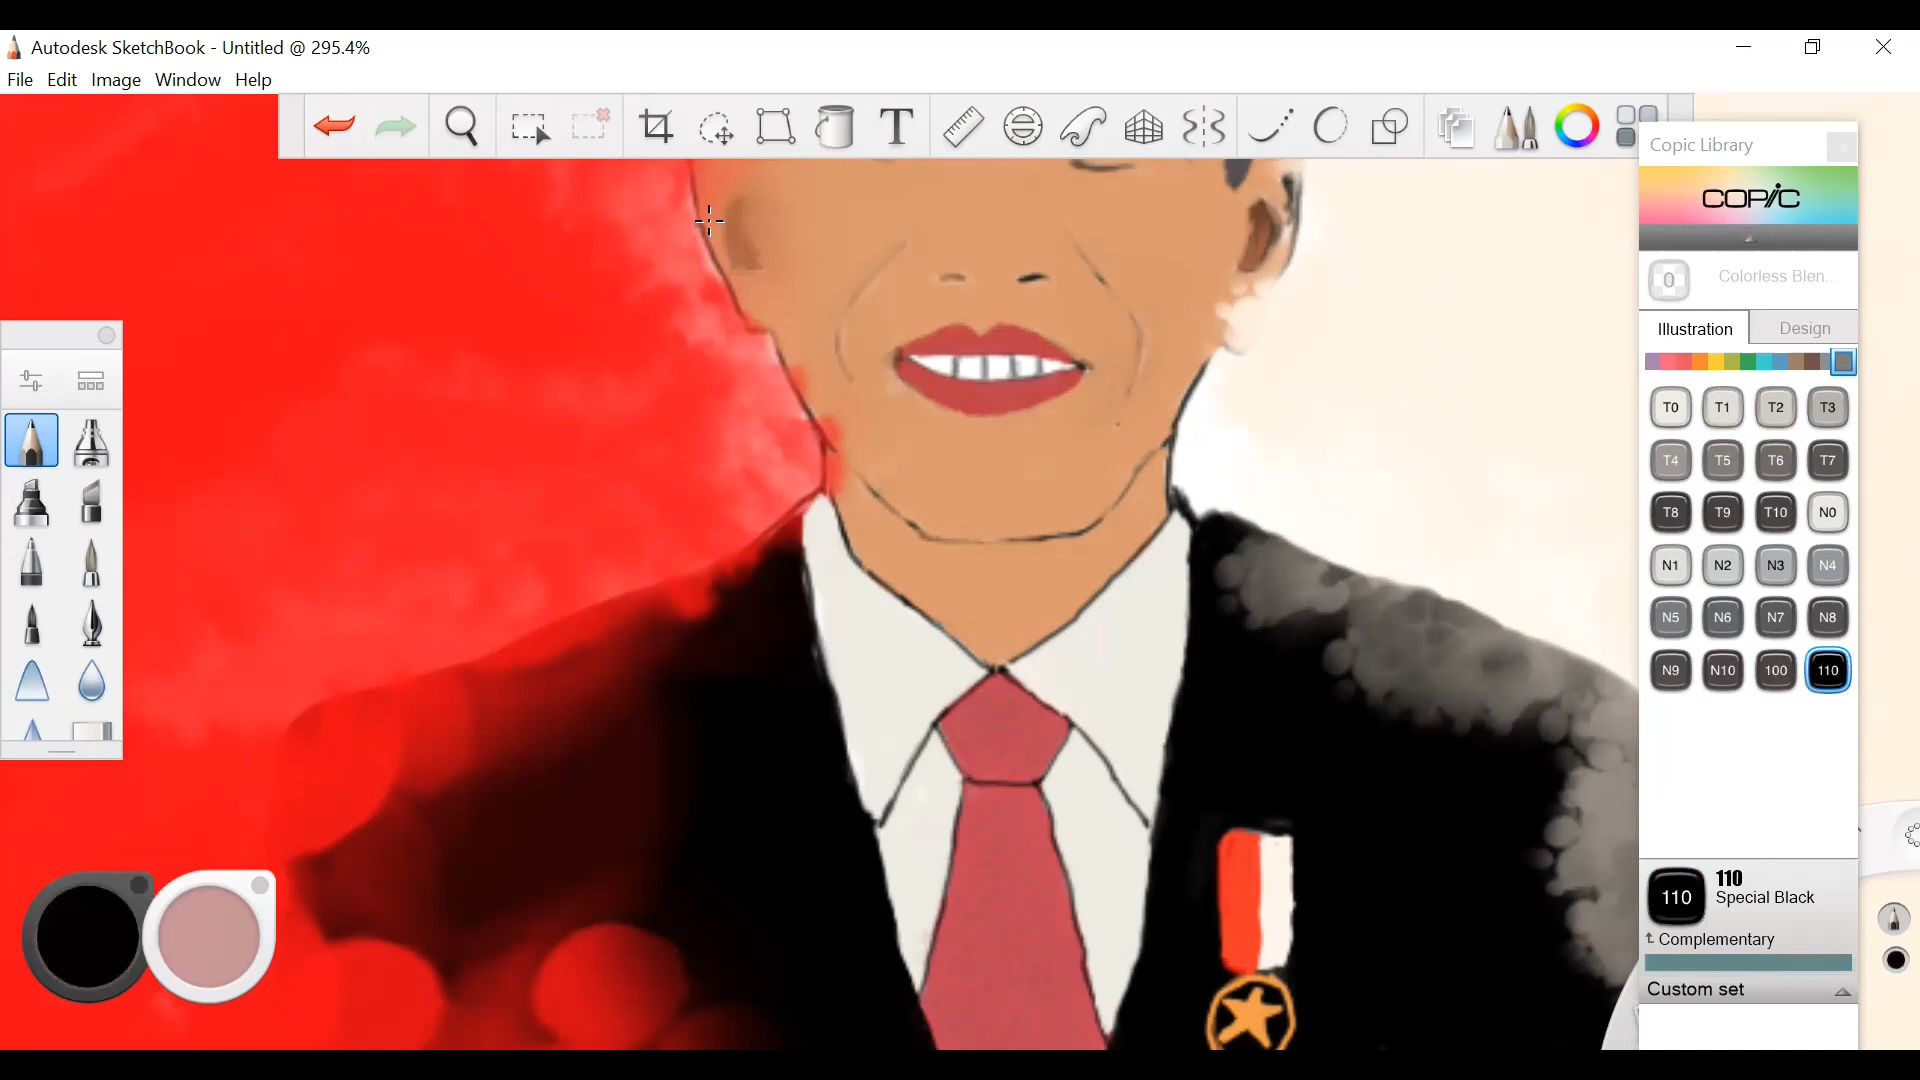 Autodesk SketchBook - Untitled @ 295.4%
File Edit Image Window Help
T
Copic Library
COPIC
0 Colorless Blen..
Illustration Design
T0 T1 T2 T3
T4 T5 T6 T7
T8 T9 T10 N0
N1 N2 N3 N4
N5 N6 N7 N8
N9 N10 100 110
110
110
Special Black
Complementary
Custom set